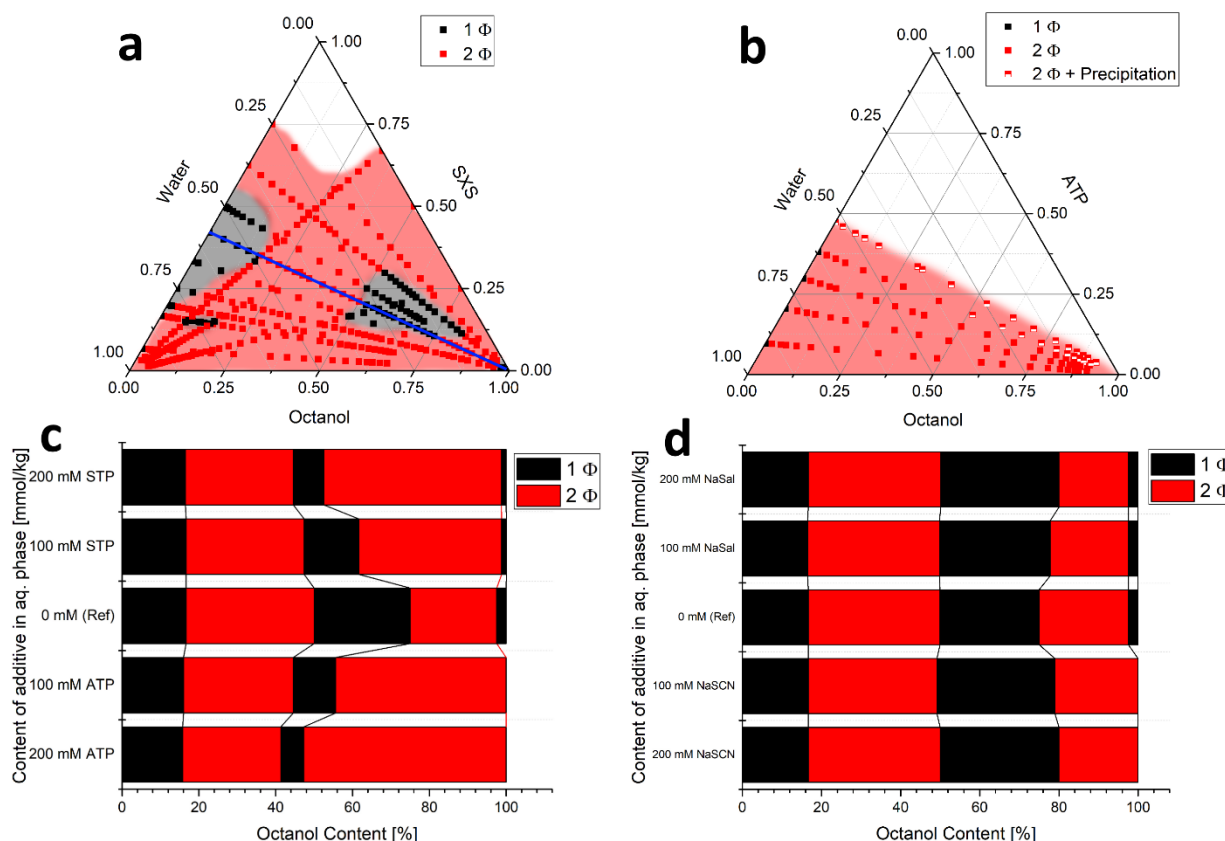 a
0.00
1.00
1 Φ
2 Φ
0.25
0.75
Water
SXS
0.50
0.50
0.75
0.25
1.00
0.00
0.00
0.25
0.50
0.75
1.00
Octanol
b
0.00
1.00
1 Φ
2 Φ
2 Φ + Precipitation
0.25
0.75
Water
ATP
0.50
0.50
0.75
0.25
1.00
0.00
0.00
0.25
0.50
0.75
1.00
Octanol
c
Content of additive in aq. phase [mmol/kg]
200 mM STP
100 mM STP
0 mM (Ref)
100 mM ATP
200 mM ATP
1 Φ
2 Φ
0
20
40
60
80
100
Octanol Content [%]
d
Content of additive in aq. phase [mmol/kg]
200 mM NaSal
100 mM NaSal
0 mM (Ref)
100 mM NaSCN
200 mM NaSCN
1 Φ
2 Φ
0
20
40
60
80
100
Octanol Content [%]